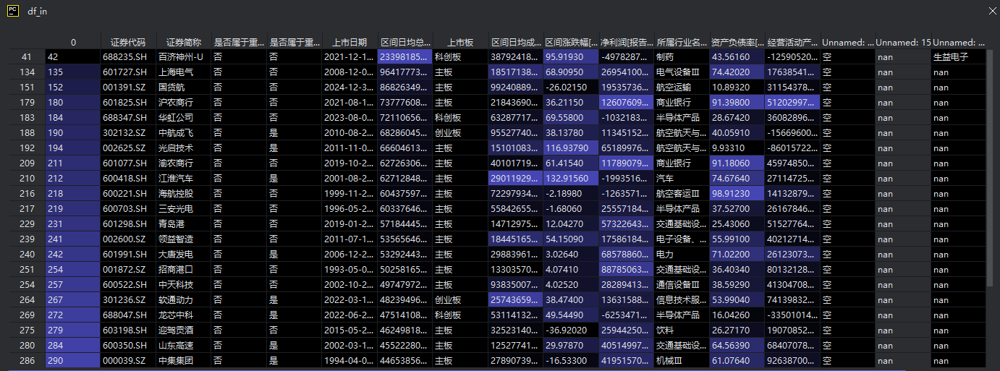 PC df_in
0 证券代码 证券简称 是否属于重... 是否属于重... 上市日期 区间日均总... 上市板 区间日均成... 区间涨跌幅[... 净利润[报告... 所属行业名... 资产负债率[... 经营活动产... Unnamed: ... Unnamed: 15 Unnamed: ...
41 42 688235.SH 百济神州-U 否 否 2021-12-1... 23398185... 科创板 38792418... 95.91930 -4978287... 制药 43.56160 -12590520... 空 nan 生益电子
134 135 601727.SH 上海电气 否 否 2008-12-0... 96417773... 主板 18517138... 68.90950 26954100... 电气设备Ⅲ 74.42020 17638541... 空 nan nan
151 152 001391.SZ 国货航 否 否 2024-12-3... 86826349... 主板 99240889... -26.02150 19535736... 航空运输 10.89320 31154378... 空 nan nan
179 180 601825.SH 沪农商行 否 否 2021-08-1... 73777608... 主板 21843690... 36.21150 12607609... 商业银行 91.39800 51202997... 空 nan nan
183 184 688347.SH 华虹公司 否 否 2023-08-0... 72110656... 科创板 63287717... 69.55800 -1032183... 半导体产品 28.67420 36082896... 空 nan nan
188 190 302132.SZ 中航成飞 否 是 2010-08-2... 68286045... 创业板 95527740... 38.13780 11345152... 航空航天与... 40.05910 -15669600... 空 nan nan
192 194 002625.SZ 光启技术 否 是 2011-11-0... 66604613... 主板 15101083... 116.93790 65189976... 航空航天与... 9.93310 -86015722... 空 nan nan
209 211 601077.SH 渝农商行 否 否 2019-10-2... 62726306... 主板 40101719... 61.41540 11789079... 商业银行 91.18060 45974850... 空 nan nan
210 212 600418.SH 江淮汽车 否 是 2001-08-2... 62712848... 主板 29011929... 132.91560 -1993516... 汽车 74.67640 27114725... 空 nan nan
216 218 600221.SH 海航控股 否 否 1999-11-2... 60437597... 主板 72297934... -2.18980 -1263571... 航空客运Ⅲ 98.91230 14132879... 空 nan nan
217 219 600703.SH 三安光电 否 是 1996-05-2... 60337646... 主板 55842655... -1.68060 25557184... 半导体产品 37.52700 26167846... 空 nan nan
229 231 601298.SH 青岛港 否 否 2019-01-2... 57184445... 主板 14712975... 12.04270 57322643... 交通基础设... 25.43060 51527764... 空 nan nan
239 241 002600.SZ 领益智造 否 是 2011-07-1... 53565646... 主板 18445165... 54.15090 17586184... 电子设备、... 55.99100 40212714... 空 nan nan
240 242 601991.SH 大唐发电 否 是 2006-12-2... 53292443... 主板 29883961... 3.02640 68578860... 电力 71.02200 26123073... 空 nan nan
251 254 001872.SZ 招商港口 否 是 1993-05-0... 50258165... 主板 13303570... 4.07410 88785063... 交通基础设... 36.40340 80132128... 空 nan nan
254 257 600522.SH 中天科技 否 是 2002-10-2... 49747972... 主板 93835007... 4.02520 28289413... 通信设备Ⅲ 38.59290 41304708... 空 nan nan
264 267 301236.SZ 软通动力 否 是 2022-03-1... 48239496... 创业板 25743659... 38.47400 13631588... 信息技术服... 53.99040 74139832... 空 nan nan
269 272 688047.SH 龙芯中科 否 是 2022-06-2... 47514108... 科创板 53114132... 49.54490 -6253471... 半导体产品 16.04260 -33501014... 空 nan nan
275 279 603198.SH 迎驾贡酒 否 是 2015-05-2... 46249818... 主板 32523140... -36.92020 25944250... 饮料 26.27170 19070852... 空 nan nan
280 284 600350.SH 山东高速 否 是 2002-03-1... 45522280... 主板 12527741... 29.97870 40514997... 交通基础设... 64.56390 68407078... 空 nan nan
286 290 000039.SZ 中集集团 否 是 1994-04-0... 44653856... 主板 27890739... -16.53300 41951570... 机械Ⅲ 61.07640 92638700... 空 nan nan